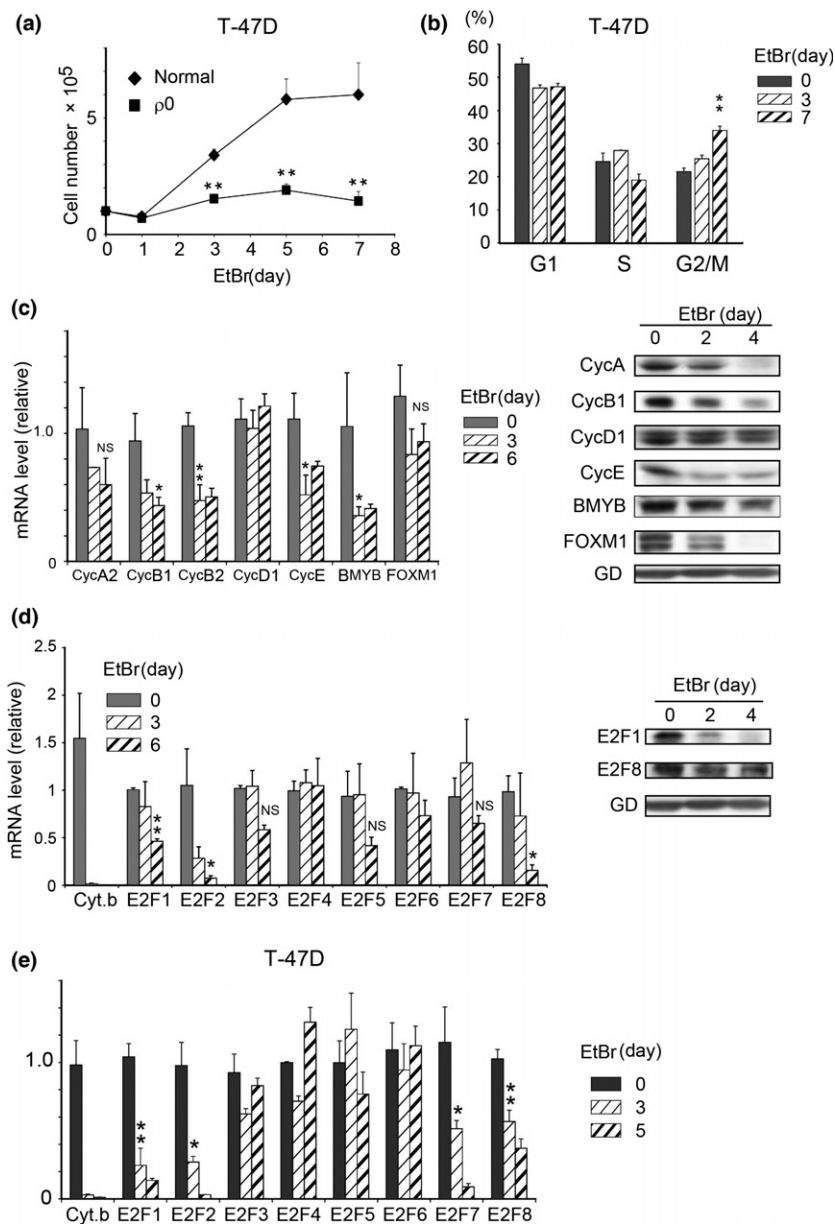 (a)
T-47D
Cell number × 10⁵
5
0
Normal
ρ0
**
**
**
0 1 2 3 4 5 6 7 8
EtBr(day)
(b)
(%)
T-47D
60
50
40
30
20
10
0
**
G1 S G2/M
EtBr(day)
0
3
7
(c)
mRNA level (relative)
1.0
0
NS
*
**
*
*
NS
CycA2 CycB1 CycB2 CycD1 CycE BMYB FOXM1
EtBr(day)
0
3
6
EtBr (day)
0 2 4
CycA
CycB1
CycD1
CycE
BMYB
FOXM1
GD
(d)
mRNA level (relative)
2.5
2
1.5
1
0.5
0
EtBr(day)
0
3
6
**
*
NS
NS
NS
*
Cyt.b E2F1 E2F2 E2F3 E2F4 E2F5 E2F6 E2F7 E2F8
EtBr (day)
0 2 4
E2F1
E2F8
GD
(e)
T-47D
1.0
0
**
*
*
**
Cyt.b E2F1 E2F2 E2F3 E2F4 E2F5 E2F6 E2F7 E2F8
EtBr (day)
0
3
5